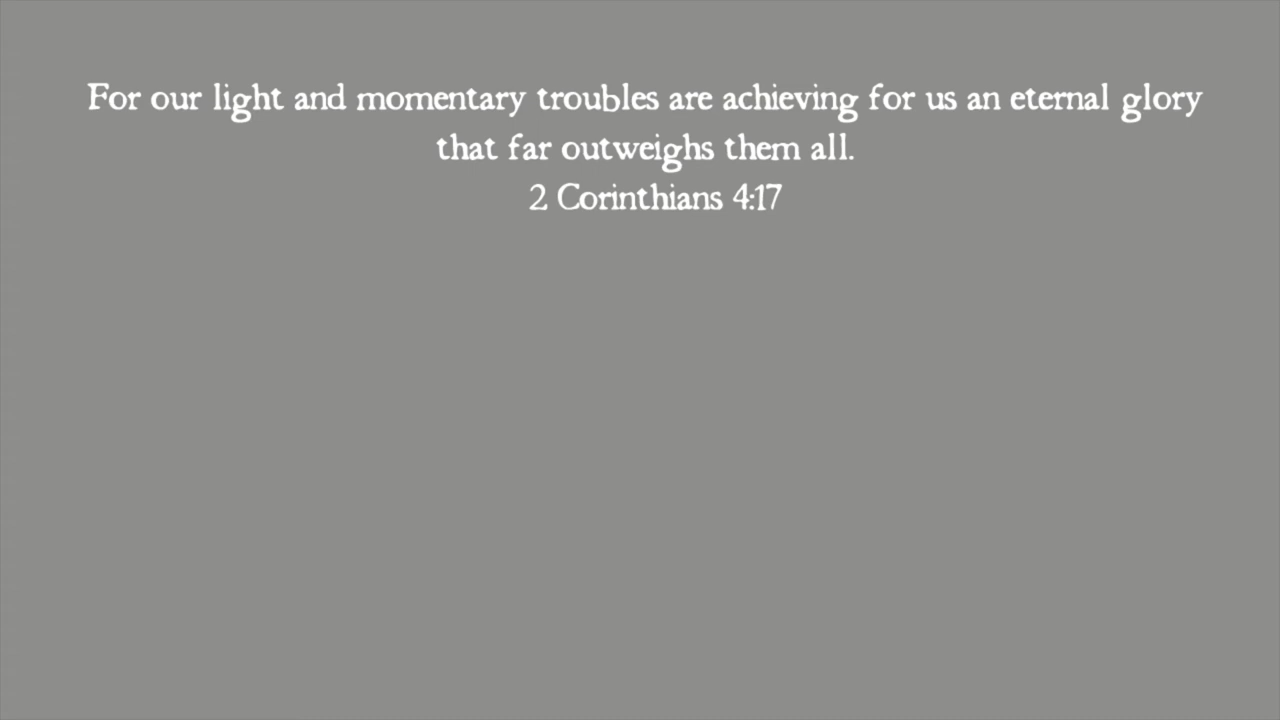 For our light and momentary troubles are achieving for us an eternal glory
that far outweighs them all.
2 Corinthians 4:17